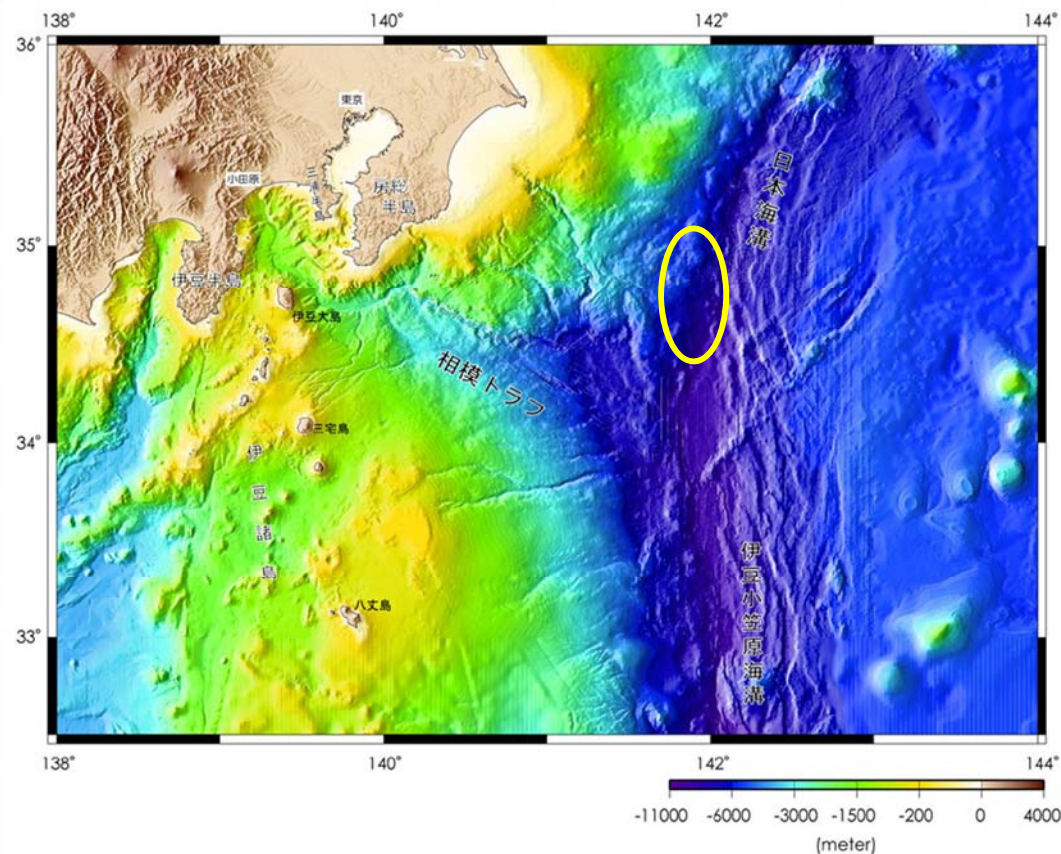 138°
140°
142°
144°
36°
35°
34°
33°
東京
小田原
三浦半島
房総
半島
伊豆半島
伊豆大島
相模トラフ
三宅島
伊豆諸島
八丈島
日本海溝
伊豆小笠原海溝
138°
140°
142°
144°
-11000 -6000 -3000 -1500 -200 0 4000
(meter)